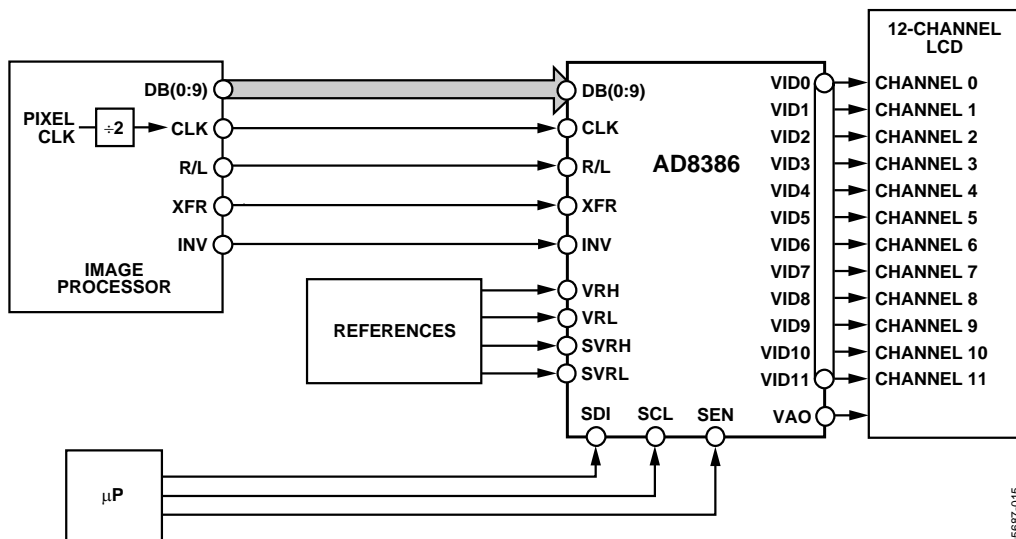 12-CHANNEL
LCD
DB(0:9)
PIXEL
CLK
÷2
CLK
R/L
XFR
INV
IMAGE
PROCESSOR
DB(0:9)
CLK
R/L
XFR
INV
VRH
VRL
SVRH
SVRL
REFERENCES
AD8386
VID0
VID1
VID2
VID3
VID4
VID5
VID6
VID7
VID8
VID9
VID10
VID11
VAO
CHANNEL 0
CHANNEL 1
CHANNEL 2
CHANNEL 3
CHANNEL 4
CHANNEL 5
CHANNEL 6
CHANNEL 7
CHANNEL 8
CHANNEL 9
CHANNEL 10
CHANNEL 11
SDI
SCL
SEN
μP